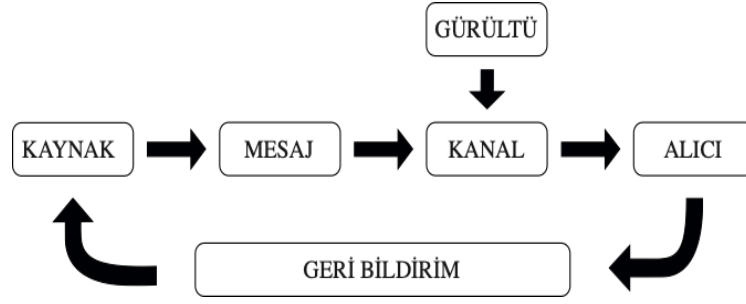 GÜRÜLTÜ
KAYNAK
MESAJ
KANAL
ALICI
GERİ BİLDİRİM